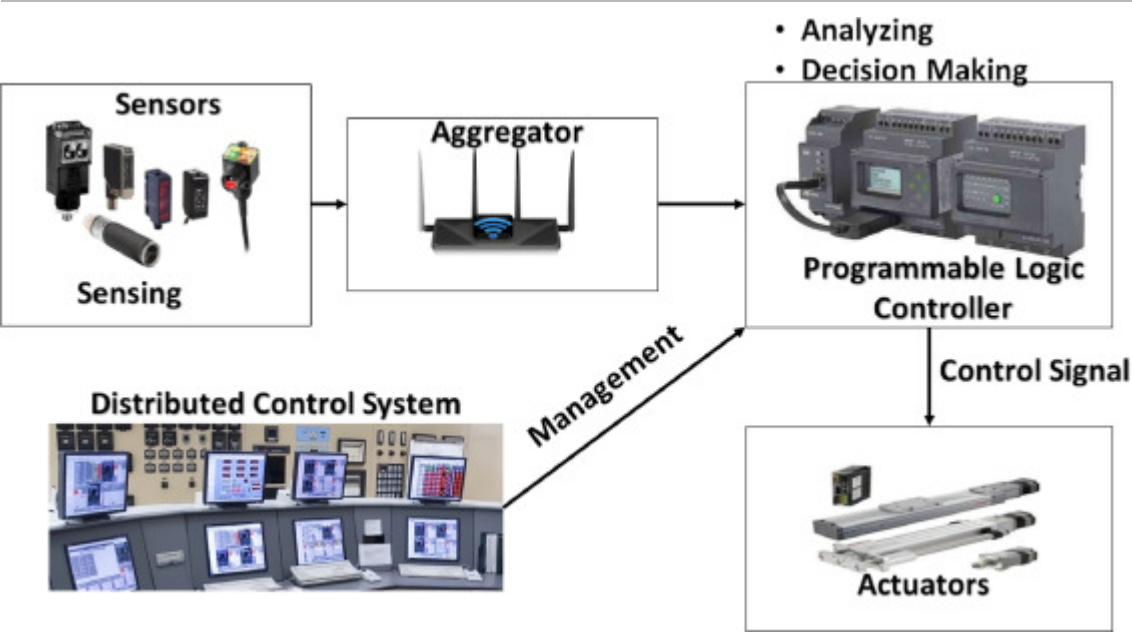 • Analyzing
• Decision Making
Sensors
Sensing
Aggregator
Programmable Logic
Controller
Management
Control Signal
Distributed Control System
Actuators